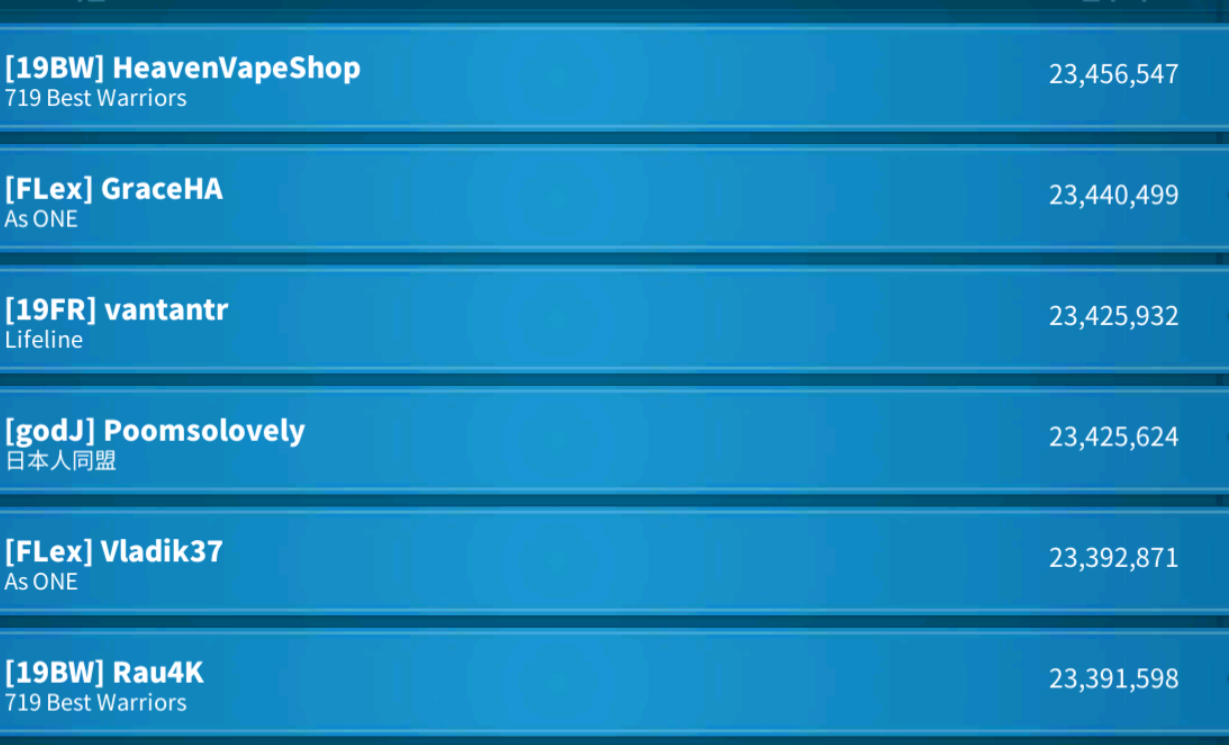 [19BW] HeavenVapeShop
23,456,547
719 Best Warriors
[FLex] GraceHA
23,440,499
As ONE
[19FR] vantantr
23,425,932
Lifeline
[godJ] Poomsolovely
23,425,624
日本人同盟
[FLex] Vladik37
23,392,871
As ONE
[19BW] Rau4K
23,391,598
719 Best Warriors